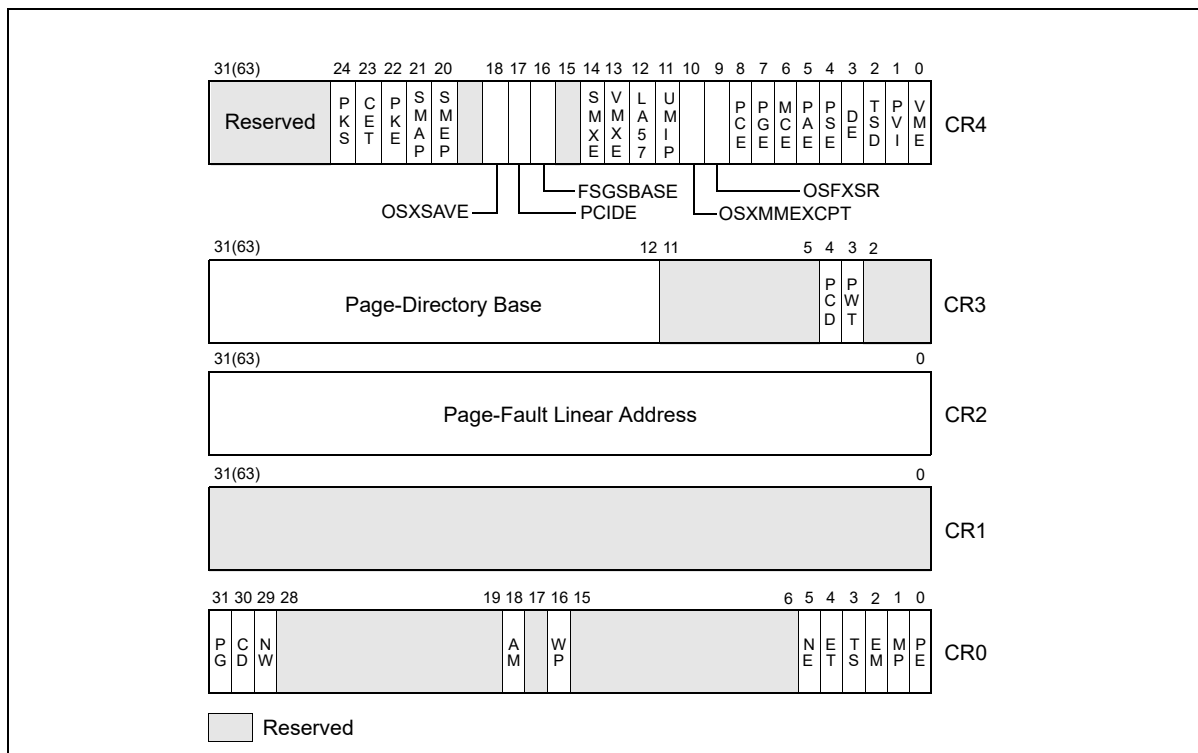 31(63) 24 23 22 21 20 18 17 16 15 14 13 12 11 10 9 8 7 6 5 4 3 2 1 0
Reserved PKS CET PKE SMAP SMEP SMXE VMXE LA57 UMIP PCE PGE MCE PAE PSE DE TSD PVI VME CR4
FSGSBASE OSFXSR
OSXSAVE PCIDE OSXMMEXCPT
31(63) 12 11 5 4 3 2
Page-Directory Base PCD PWT CR3
31(63) 0
Page-Fault Linear Address CR2
31(63) 0
CR1
31 30 29 28 19 18 17 16 15 6 5 4 3 2 1 0
PG CD NW AM WP NE ET TS EM MP PE CR0
Reserved